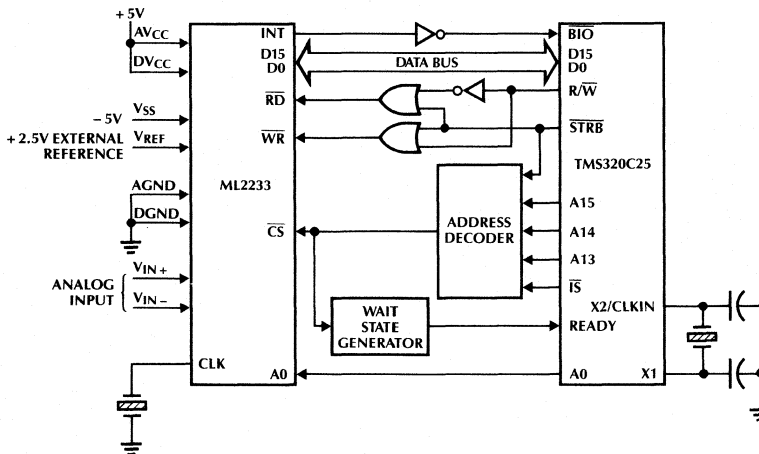 +5V
AVCC
DVCC
VSS
−5V
+2.5V EXTERNAL
REFERENCE
VREF
AGND
DGND
ANALOG
INPUT
VIN+
VIN−
CLK
ML2233
INT
D15
D0
RD
WR
CS
A0
DATA BUS
ADDRESS
DECODER
WAIT
STATE
GENERATOR
BIO
D15
D0
R/W
STRB
TMS320C25
A15
A14
A13
IS
X2/CLKIN
READY
A0
X1